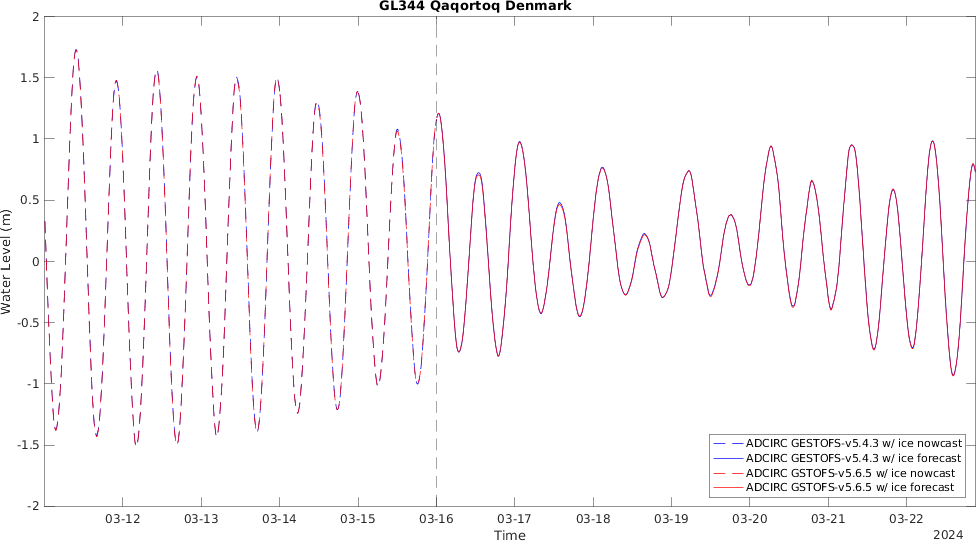 GL344 Qaqortoq Denmark
2
1.5
1
0.5
0
-0.5
-1
-1.5
-2
Water Level (m)
03-12 03-13 03-14 03-15 03-16 03-17 03-18 03-19 03-20 03-21 03-22
Time
2024
ADCIRC GESTOFS-v5.4.3 w/ ice nowcast
ADCIRC GESTOFS-v5.4.3 w/ ice forecast
ADCIRC GSTOFS-v5.6.5 w/ ice nowcast
ADCIRC GSTOFS-v5.6.5 w/ ice forecast